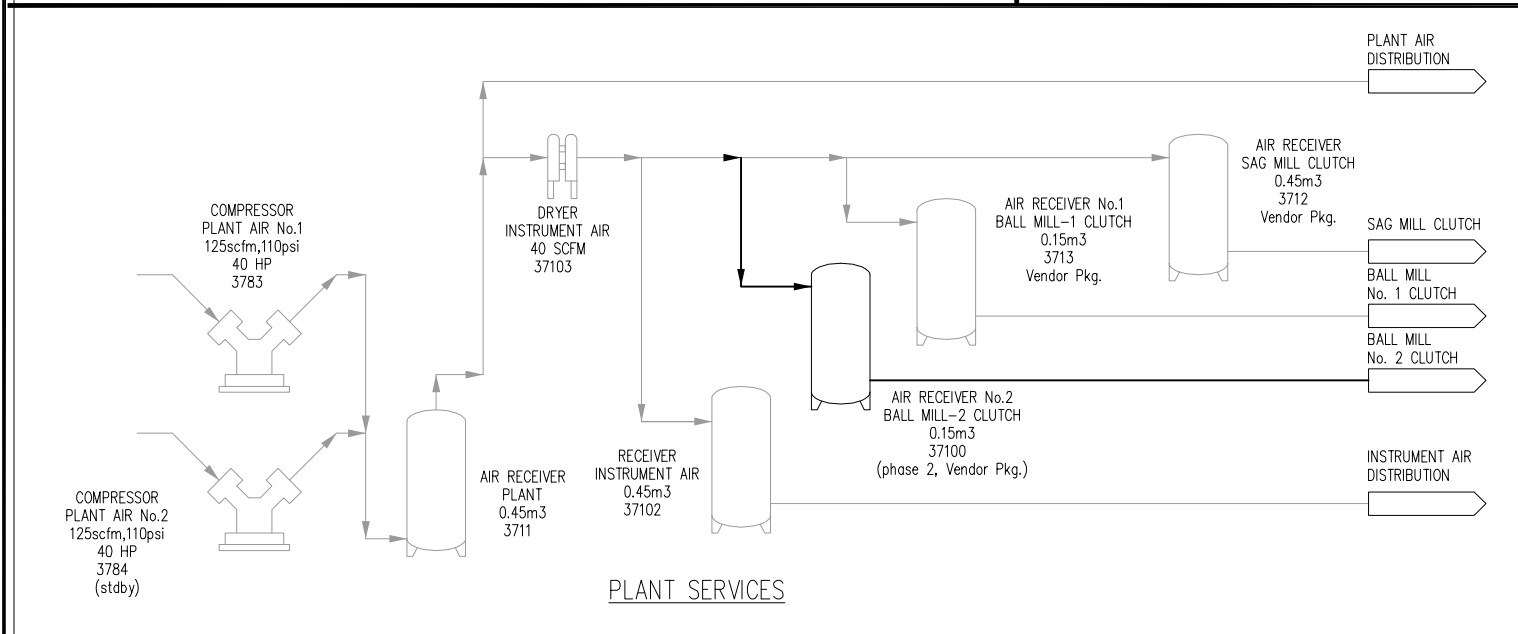 PLANT AIR
DISTRIBUTION
AIR RECEIVER
SAG MILL CLUTCH
0.45m3
3712
Vendor Pkg.
COMPRESSOR
PLANT AIR No.1
125scfm,110psi
40 HP
3783
DRYER
INSTRUMENT AIR
40 SCFM
37103
AIR RECEIVER No.1
BALL MILL-1 CLUTCH
0.15m3
3713
Vendor Pkg.
SAG MILL CLUTCH
BALL MILL
No. 1 CLUTCH
BALL MILL
No. 2 CLUTCH
AIR RECEIVER No.2
BALL MILL-2 CLUTCH
0.15m3
37100
(phase 2, Vendor Pkg.)
COMPRESSOR
PLANT AIR No.2
125scfm,110psi
40 HP
3784
(stdby)
AIR RECEIVER
PLANT
0.45m3
3711
RECEIVER
INSTRUMENT AIR
0.45m3
37102
INSTRUMENT AIR
DISTRIBUTION
PLANT SERVICES